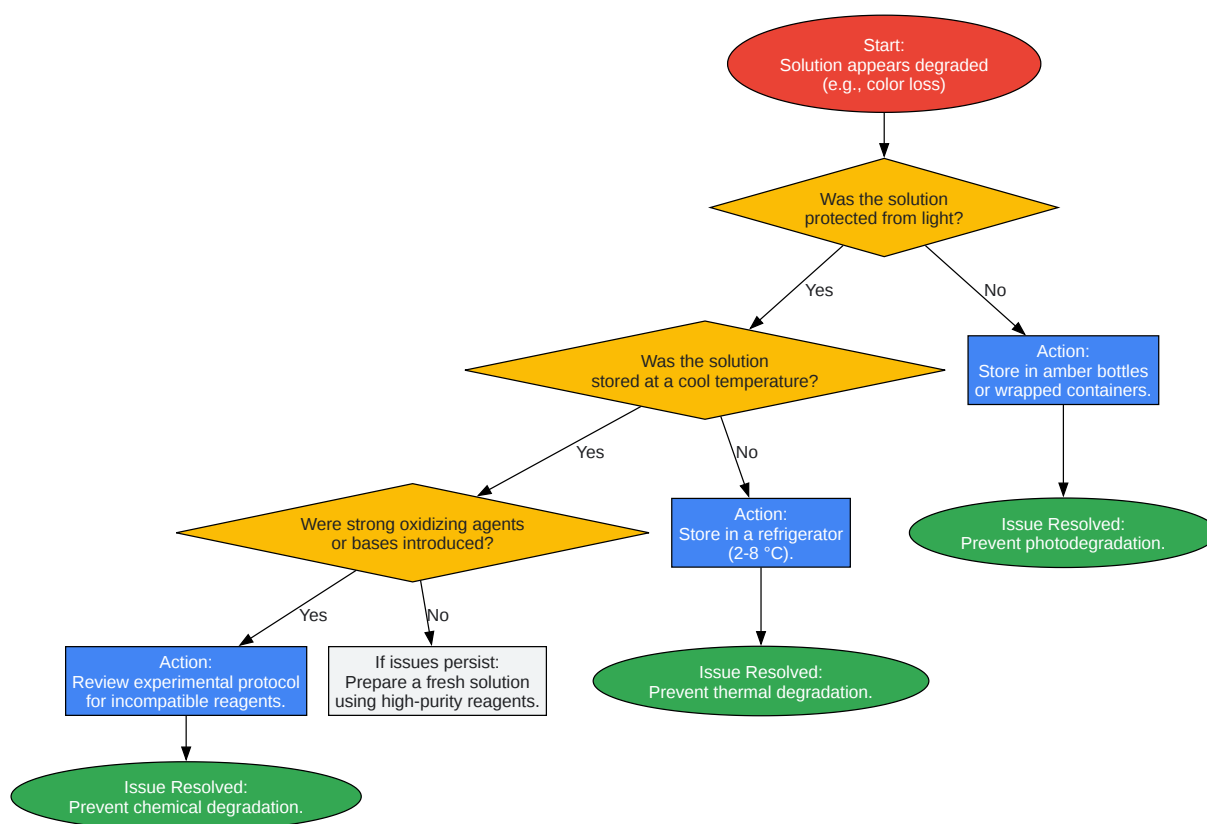 Start:
Solution appears degraded
(e.g., color loss)
Was the solution
protected from light?
Yes
No
Was the solution
stored at a cool temperature?
Action:
Store in amber bottles
or wrapped containers.
Yes
No
Were strong oxidizing agents
or bases introduced?
Action:
Store in a refrigerator
(2-8 °C).
Issue Resolved:
Prevent photodegradation.
Yes
No
Action:
Review experimental protocol
for incompatible reagents.
If issues persist:
Prepare a fresh solution
using high-purity reagents.
Issue Resolved:
Prevent thermal degradation.
Issue Resolved:
Prevent chemical degradation.